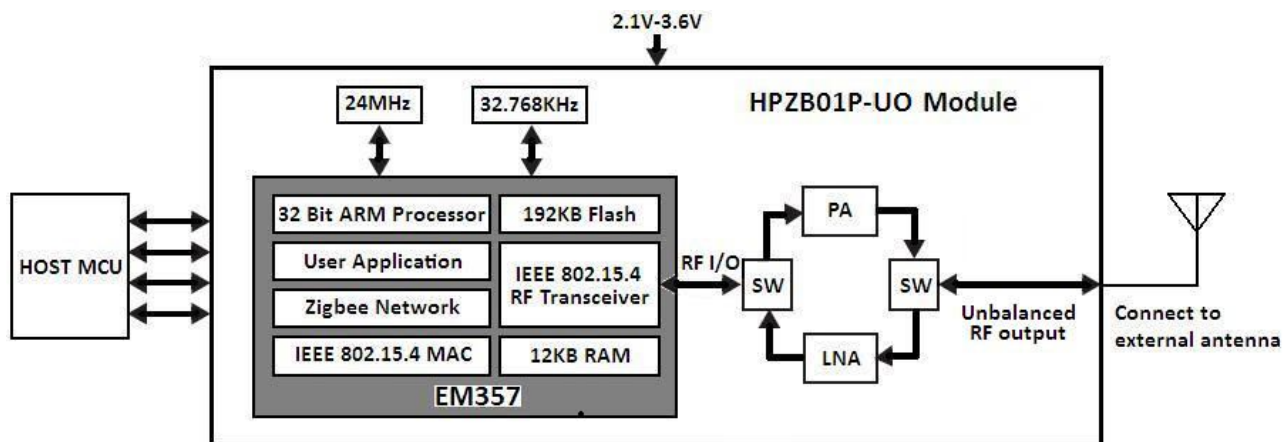 2.1V-3.6V
24MHz
32.768KHz
HPZB01P-UO Module
HOST MCU
32 Bit ARM Processor
192KB Flash
User Application
IEEE 802.15.4
RF Transceiver
Zigbee Network
IEEE 802.15.4 MAC
12KB RAM
EM357
RF I/O
SW
PA
LNA
SW
Unbalanced
RF output
Connect to
external antenna